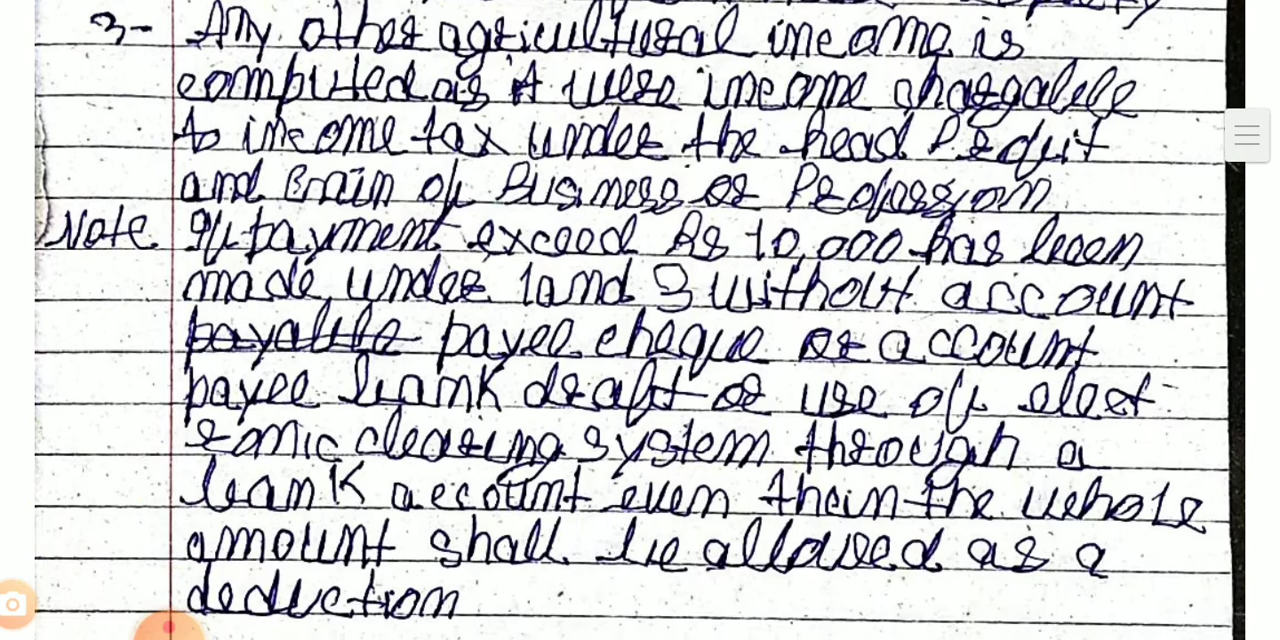 3- Any other agricultural income is
computed as it were income chargable
to income tax under the head Profit
and Grain of Business or Profession
Note If payment exceed Rs 10,000 has been
made, under 1 and 3 without account
payable payee cheque or account
payee bank draft or use of elect-
ronic clearing system through a
bank account even then the whole
amount shall be allowed as a
deduction